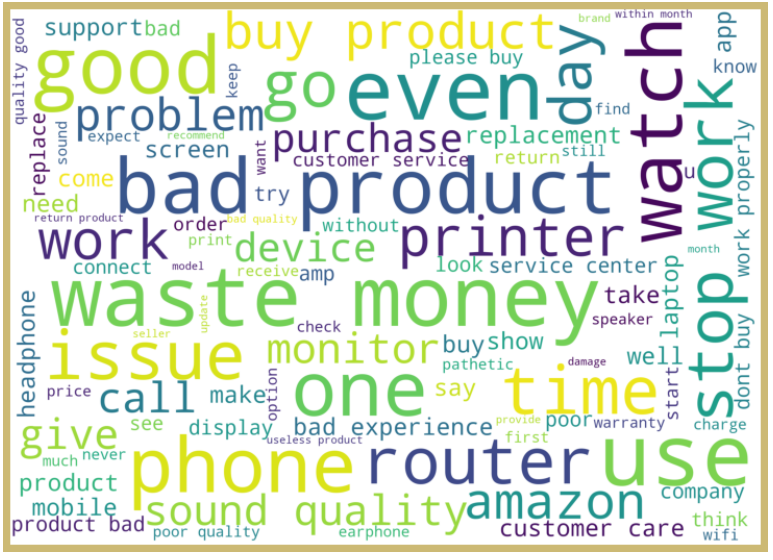 support bad
buy product
brand
within month
quality good
good
go
even
day
watch
app
please buy
keep
know
problem
find
replace
sound
expect
recommend
purchase
replacement
screen
want
customer service
return
still
stop work
work properly
u
come
bad product
try
need
return product
order
bad quality
without
work
print
device
printer
month
connect
model
receive
amp
look
service center
laptop
waste money
take
headphone
update
seller
check
speaker
issue
monitor
buy
show
pathetic
damage
well
dont buy
price
call
make
option
one
say
time
start
charge
give
see
display
bad experience
provide
poor
warranty
useless product
first
much
never
phone
router
use
product
mobile
sound quality
amazon
company
product bad
poor quality
earphone
customer care
think
wifi